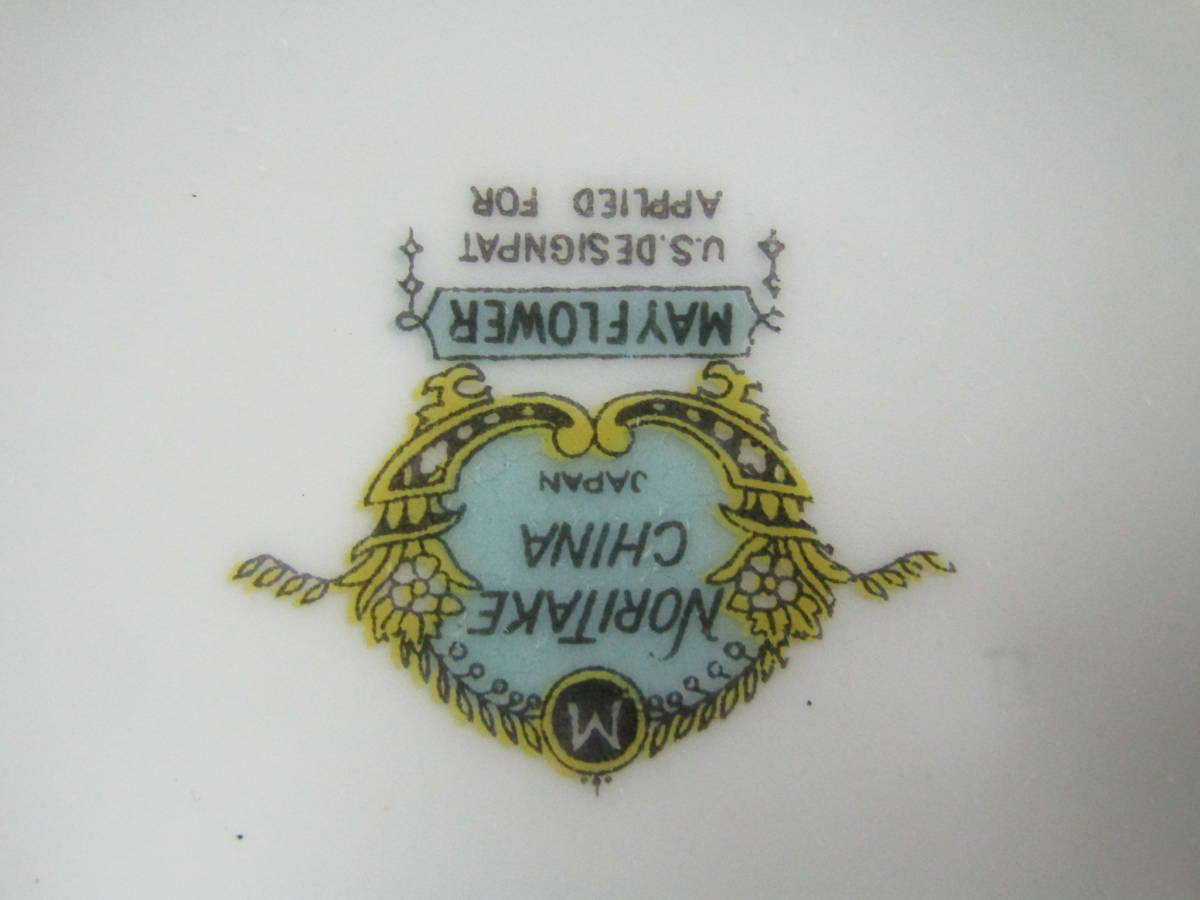 M
NORITAKE
CHINA
JAPAN
MAYFLOWER
U.S.DESIGNPAT
APPLIED FOR